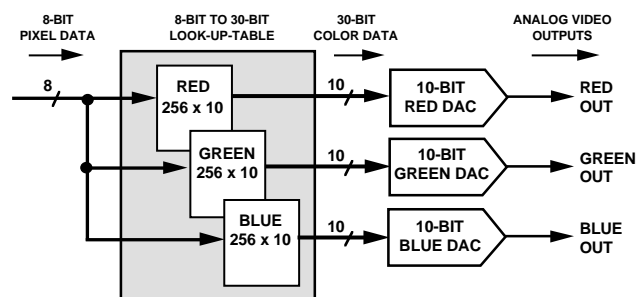 8-BIT
PIXEL DATA
8-BIT TO 30-BIT
LOOK-UP-TABLE
30-BIT
COLOR DATA
ANALOG VIDEO
OUTPUTS
8
RED
256 x 10
10
10-BIT
RED DAC
RED
OUT
GREEN
256 x 10
10
10-BIT
GREEN DAC
GREEN
OUT
BLUE
256 x 10
10
10-BIT
BLUE DAC
BLUE
OUT